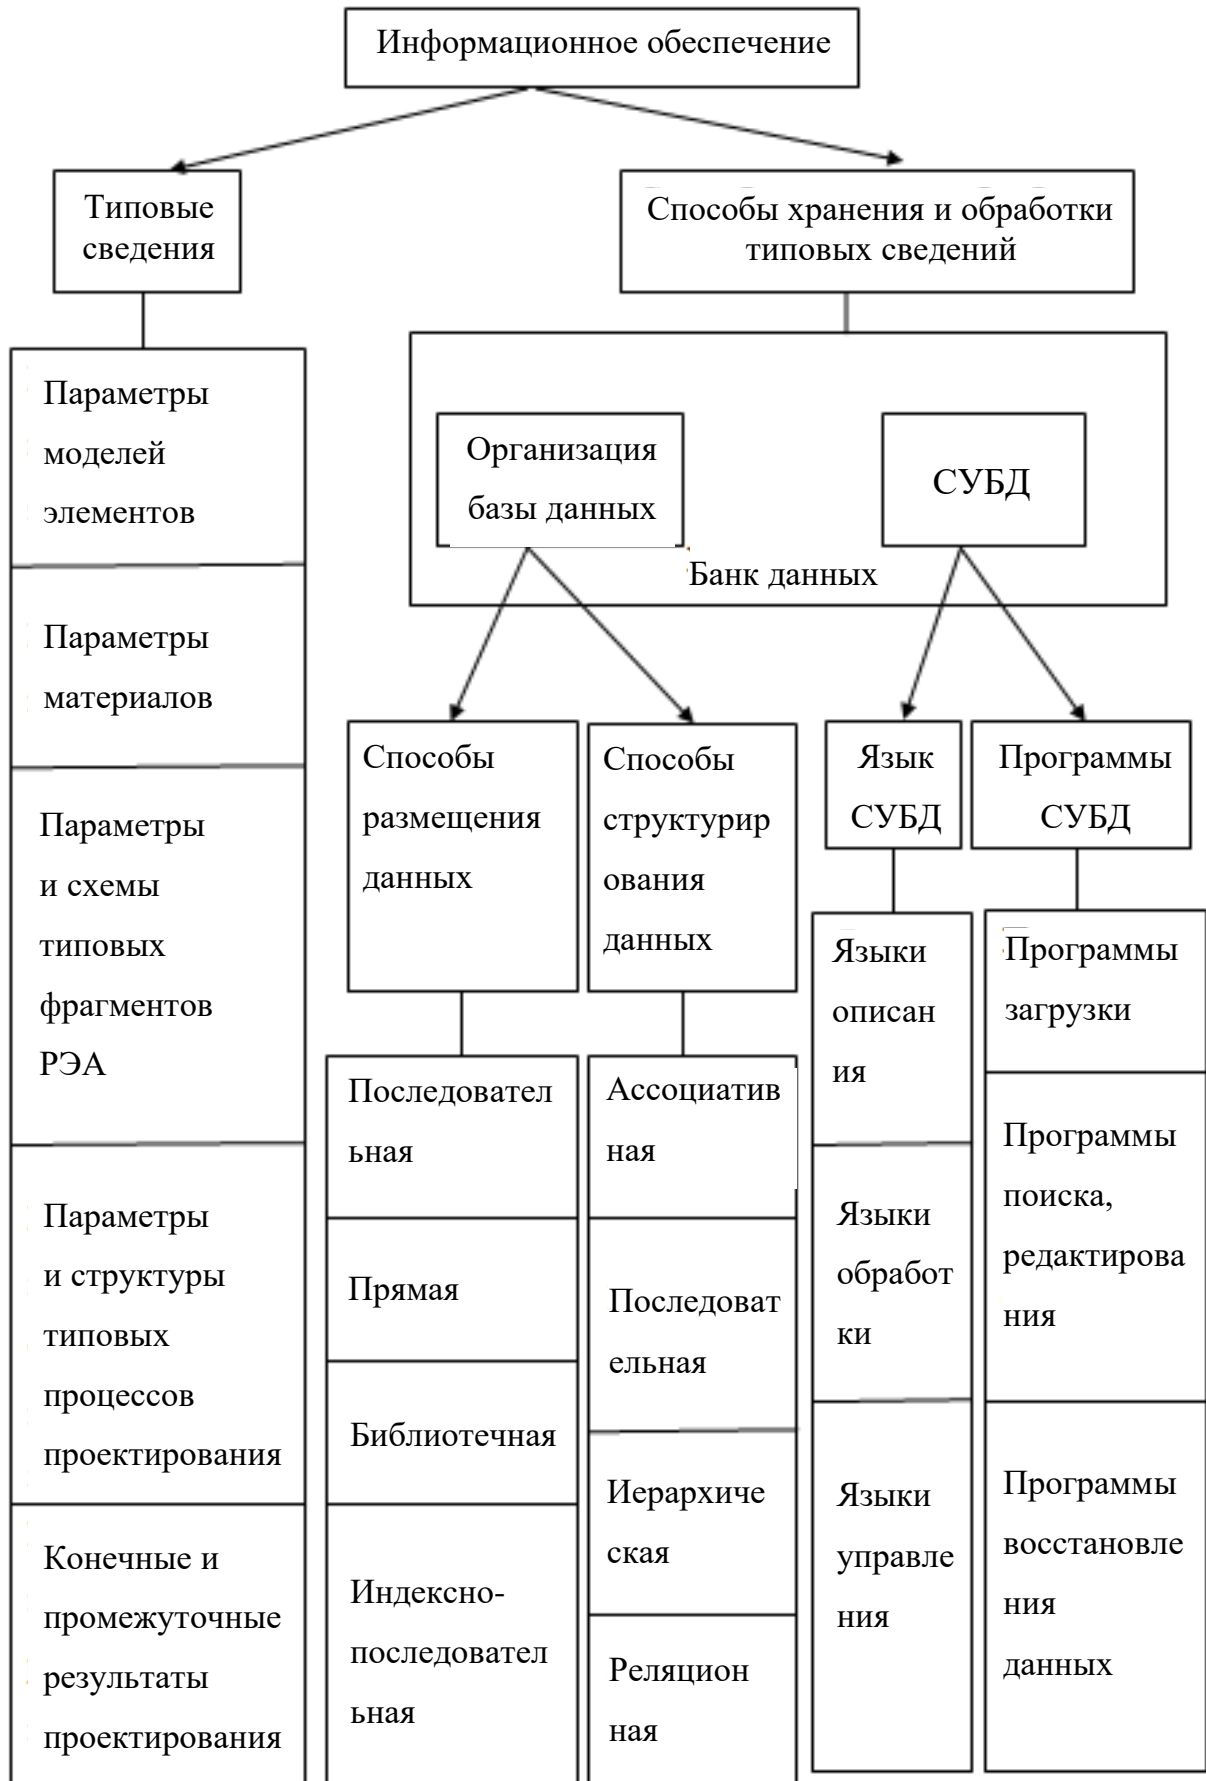 Информационное обеспечение
Типовые
сведения
Способы хранения и обработки
типовых сведений
Параметры
моделей
элементов
Параметры
материалов
Параметры
и схемы
типовых
фрагментов
РЭА
Параметры
и структуры
типовых
процессов
проектирования
Конечные и
промежуточные
результаты
проектирования
Организация
базы данных
СУБД
Банк данных
Способы
размещения
данных
Способы
структурир
ования
данных
Язык
СУБД
Программы
СУБД
Последовател
ьная
Прямая
Библиотечная
Индексно-
последовател
ьная
Ассоциатив
ная
Последоват
ельная
Иерархиче
ская
Реляцион
ная
Языки
описан
ия
Языки
обработ
ки
Языки
управле
ния
Программы
загрузки
Программы
поиска,
редактирова
ния
Программы
восстановле
ния
данных